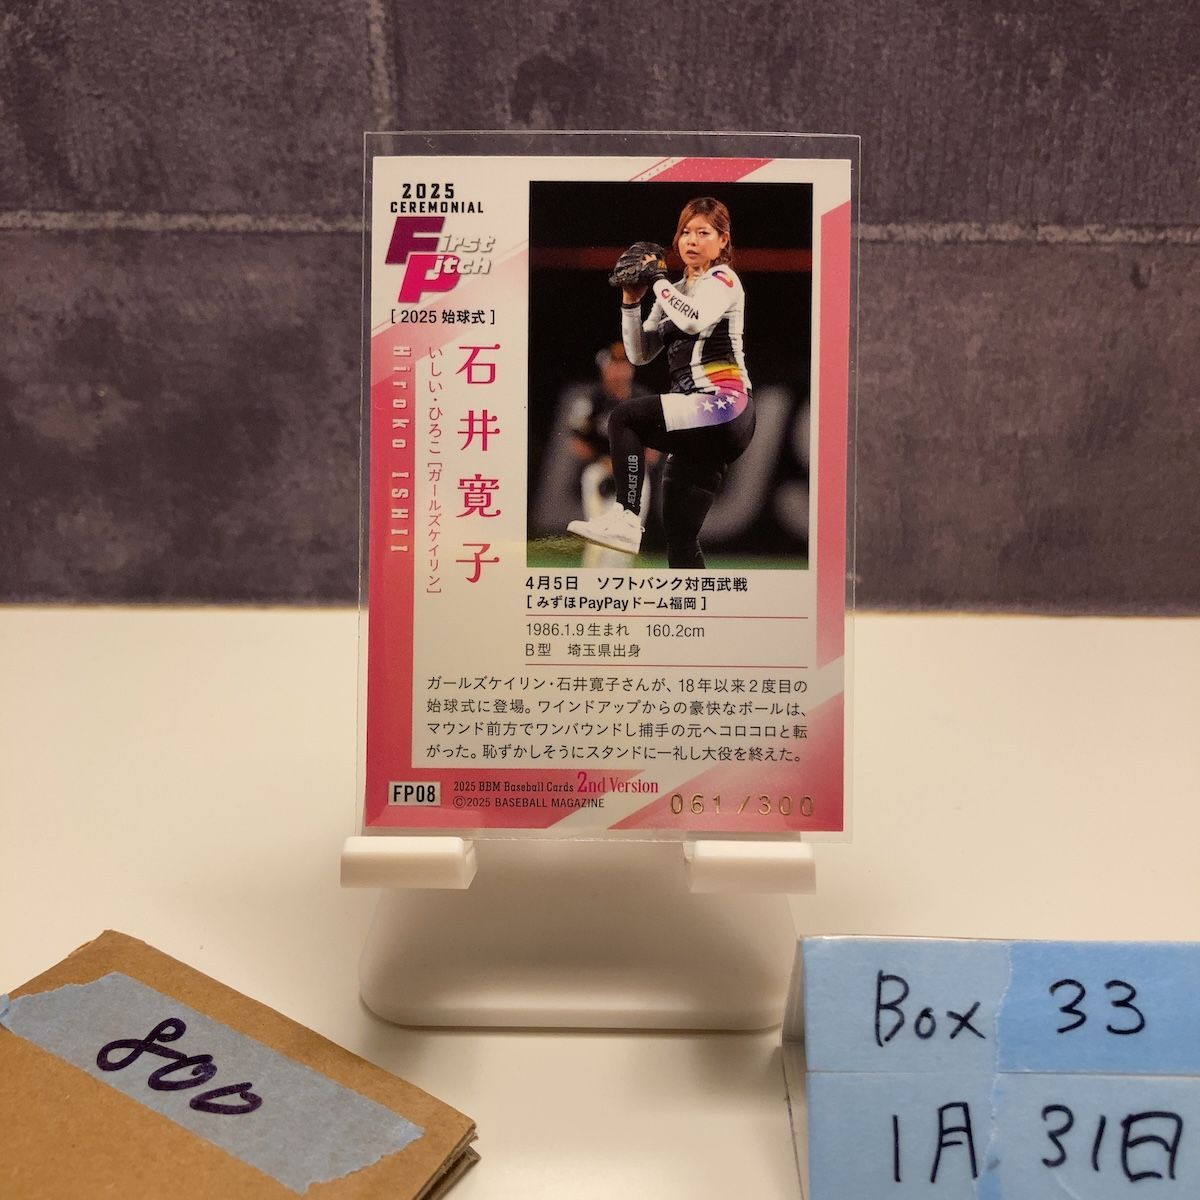 2025
CEREMONIAL
First
Pitch
[ 2025 始球式 ]
石井寛子
いしい・ひろこ [ガールズケイリン]
Hiroko ISHII
KEIRIN
MEDALIST CLUB
4月5日　ソフトバンク対西武戦
[ みずほPayPayドーム福岡 ]
1986.1.9生まれ　160.2cm
B型　埼玉県出身
ガールズケイリン・石井寛子さんが、18年以来2度目の
始球式に登場。ワインドアップからの豪快なボールは、
マウンド前方でワンバウンドし捕手の元へコロコロと転
がった。恥ずかしそうにスタンドに一礼し大役を終えた。
FP08
2025 BBM Baseball Cards 2nd Version
©2025 BASEBALL MAGAZINE
061/300
800
Box 33
1月31日